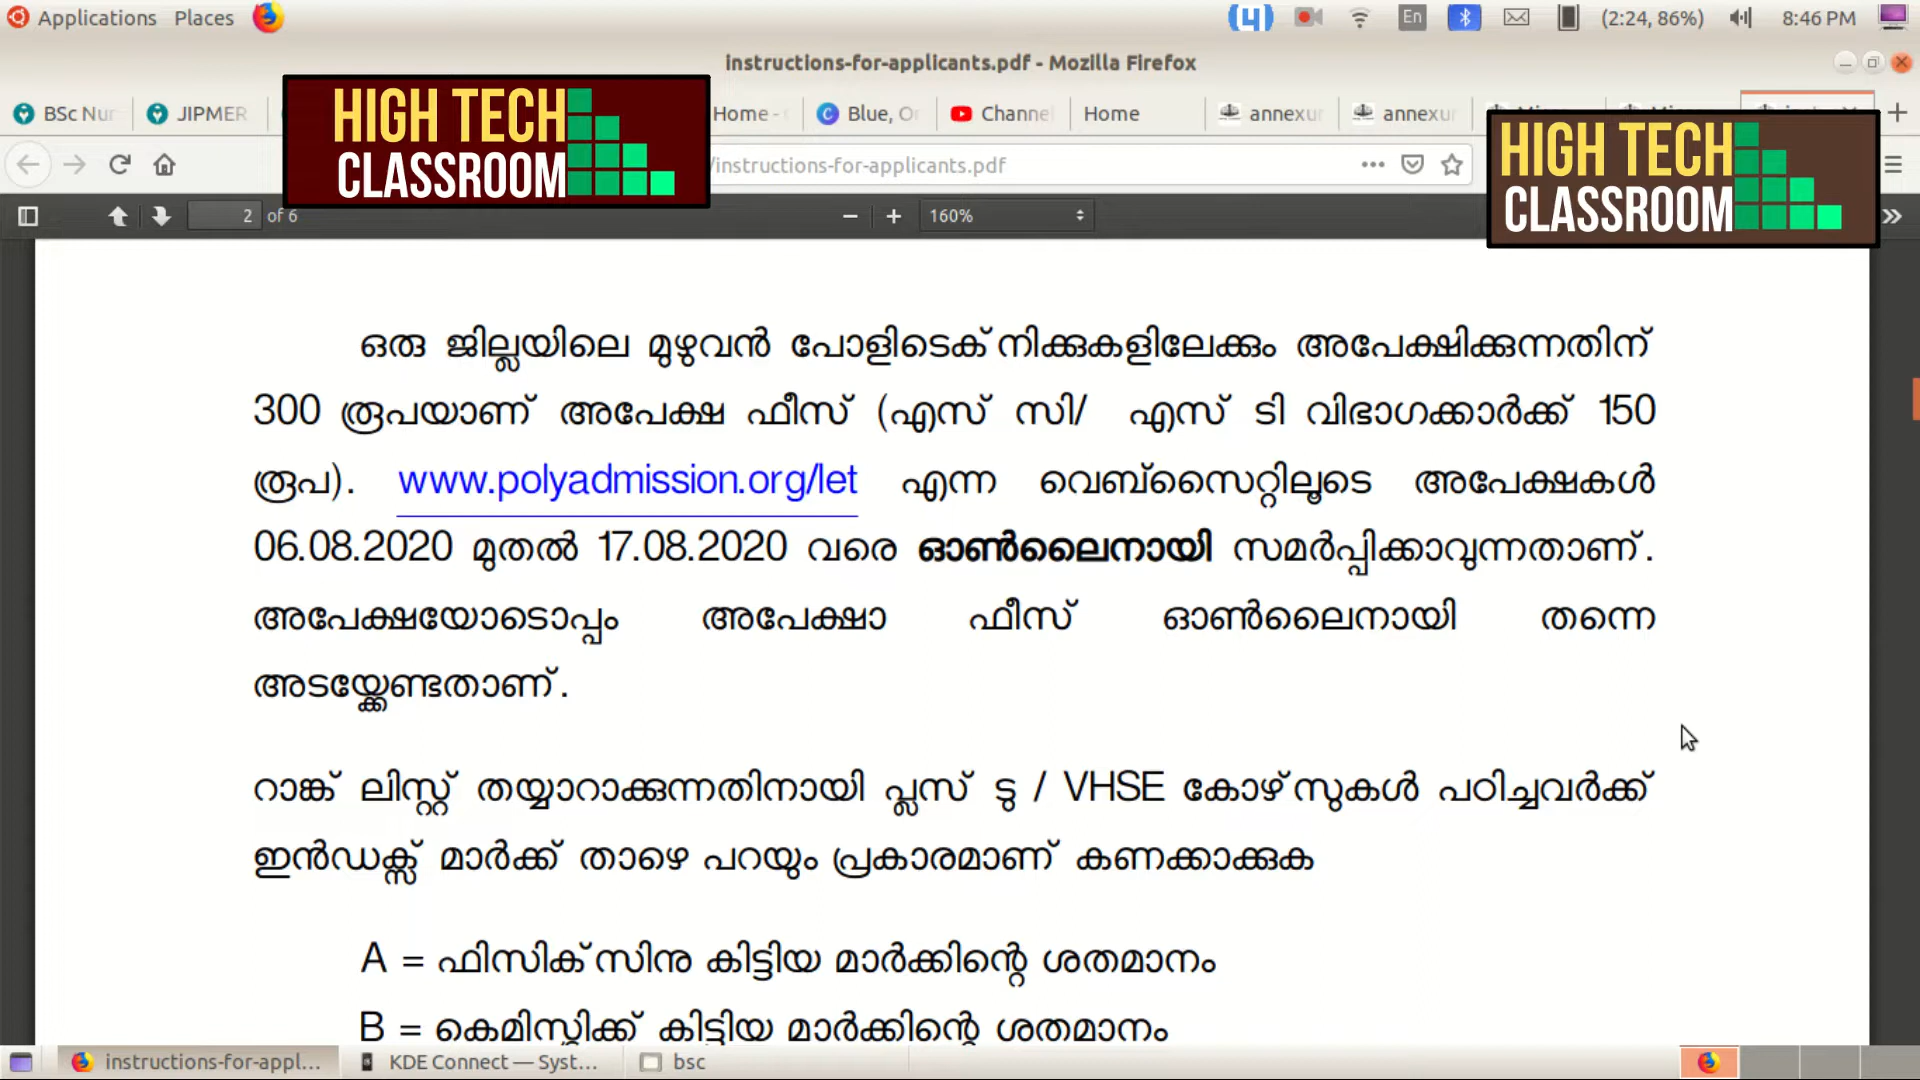 Applications Places En (2:24, 86%) 8:46 PM
instructions-for-applicants.pdf - Mozilla Firefox
BSc Nur JIPMER Home - Blue, Or Channel Home annexur annexur
HIGH TECH
CLASSROOM
HIGH TECH
CLASSROOM
/instructions-for-applicants.pdf
2 of 6 160%
ഒരു ജില്ലയിലെ മുഴുവൻ പോളിടെക്നിക്കുകളിലേക്കും അപേക്ഷിക്കുന്നതിന്
300 രൂപയാണ് അപേക്ഷ ഫീസ് (എസ് സി/ എസ് ടി വിഭാഗക്കാർക്ക് 150
രൂപ). www.polyadmission.org/let എന്ന വെബ്സൈറ്റിലൂടെ അപേക്ഷകൾ
06.08.2020 മുതൽ 17.08.2020 വരെ ഓൺലൈനായി സമർപ്പിക്കാവുന്നതാണ്.
അപേക്ഷയോടൊപ്പം അപേക്ഷാ ഫീസ് ഓൺലൈനായി തന്നെ
അടയ്ക്കേണ്ടതാണ്.
റാങ്ക് ലിസ്റ്റ് തയ്യാറാക്കുന്നതിനായി പ്ലസ് ടു / VHSE കോഴ്സുകൾ പഠിച്ചവർക്ക്
ഇൻഡക്സ് മാർക്ക് താഴെ പറയും പ്രകാരമാണ് കണക്കാക്കുക
A = ഫിസിക്സിനു കിട്ടിയ മാർക്കിന്റെ ശതമാനം
B = കെമിസ്ട്രിക്ക് കിട്ടിയ മാർക്കിന്റെ ശതമാനം
instructions-for-appl... KDE Connect — Syst... bsc